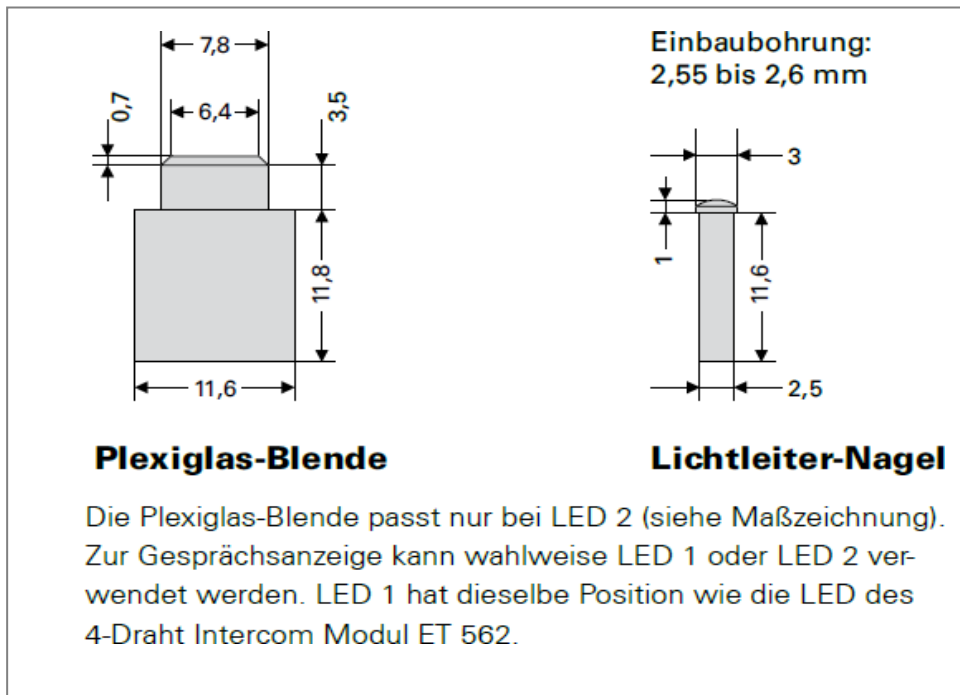 7,8
Einbaubohrung:
2,55 bis 2,6 mm
0,7
6,4
3,5
3
1
11,8
11,6
11,6
2,5
Plexiglas-Blende
Lichtleiter-Nagel
Die Plexiglas-Blende passt nur bei LED 2 (siehe Maßzeichnung).
Zur Gesprächsanzeige kann wahlweise LED 1 oder LED 2 ver-
wendet werden. LED 1 hat dieselbe Position wie die LED des
4-Draht Intercom Modul ET 562.